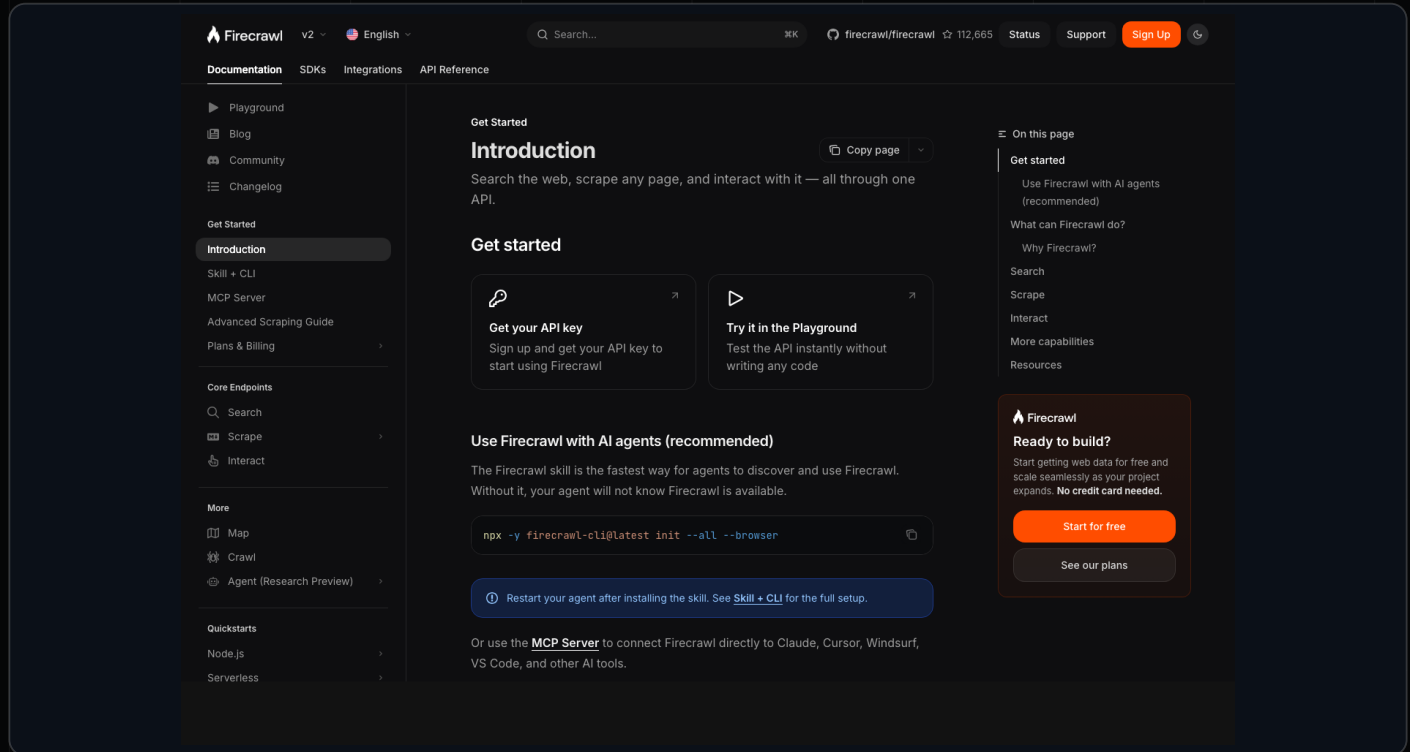 Firecrawl
v2
English
Search...
⌘K
firecrawl/firecrawl
112,665
Status
Support
Sign Up
Documentation
SDKs
Integrations
API Reference
Playground
Blog
Community
Changelog
Get Started
Introduction
Skill + CLI
MCP Server
Advanced Scraping Guide
Plans & Billing
Core Endpoints
Search
Scrape
Interact
More
Map
Crawl
Agent (Research Preview)
Quickstarts
Node.js
Serverless
Get Started
Introduction
Copy page
Search the web, scrape any page, and interact with it — all through one
API.
Get started
Get your API key
Sign up and get your API key to
start using Firecrawl
Try it in the Playground
Test the API instantly without
writing any code
Use Firecrawl with AI agents (recommended)
The Firecrawl skill is the fastest way for agents to discover and use Firecrawl.
Without it, your agent will not know Firecrawl is available.
npx -y firecrawl-cli@latest init --all --browser
Restart your agent after installing the skill. See Skill + CLI for the full setup.
Or use the MCP Server to connect Firecrawl directly to Claude, Cursor, Windsurf,
VS Code, and other AI tools.
On this page
Get started
Use Firecrawl with AI agents
(recommended)
What can Firecrawl do?
Why Firecrawl?
Search
Scrape
Interact
More capabilities
Resources
Firecrawl
Ready to build?
Start getting web data for free and
scale seamlessly as your project
expands. No credit card needed.
Start for free
See our plans